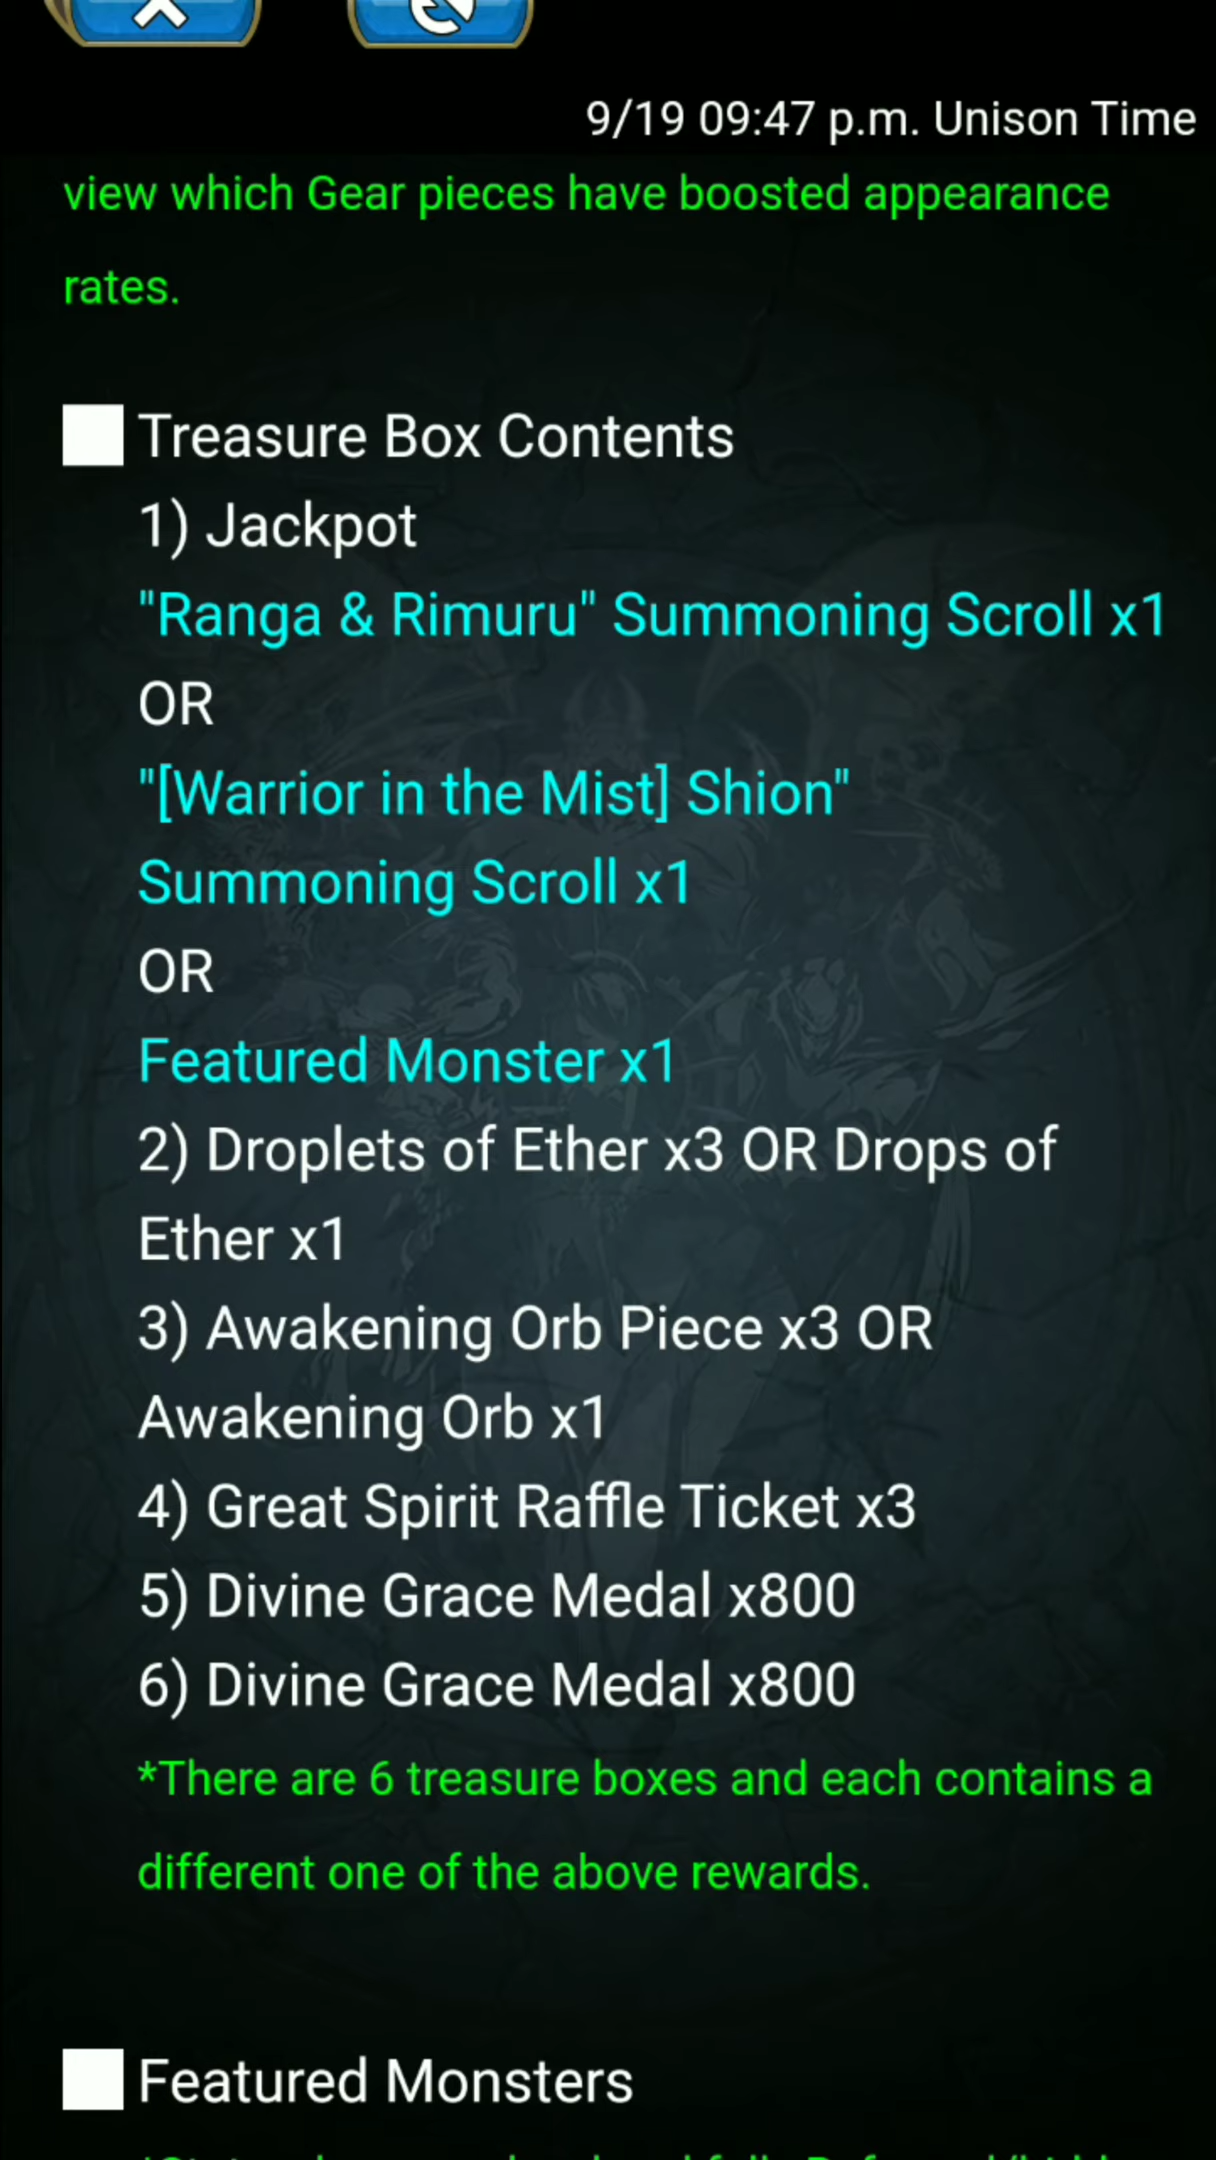 9/19 09:47 p.m. Unison Time
view which Gear pieces have boosted appearance
rates.
Treasure Box Contents
1) Jackpot
"Ranga & Rimuru" Summoning Scroll x1
OR
"[Warrior in the Mist] Shion"
Summoning Scroll x1
OR
Featured Monster x1
2) Droplets of Ether x3 OR Drops of
Ether x1
3) Awakening Orb Piece x3 OR
Awakening Orb x1
4) Great Spirit Raffle Ticket x3
5) Divine Grace Medal x800
6) Divine Grace Medal x800
*There are 6 treasure boxes and each contains a
different one of the above rewards.
Featured Monsters